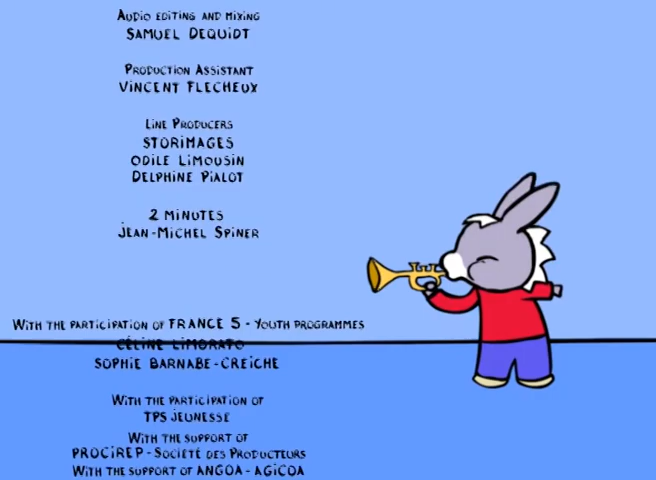 Audio editing and mixing
Samuel Dequidt
Production Assistant
Vincent Flecheux
Line Producers
STORIMAGES
Odile Limousin
Delphine Pialot
2 MINUTES
Jean-Michel Spiner
With the participation of FRANCE 5 - Youth programmes
Céline Limorato
Sophie Barnabe-Creiche
With the participation of
TPS JEUNESSE
With the support of
PROCIREP - Société des Producteurs
With the support of ANGOA - AGICOA